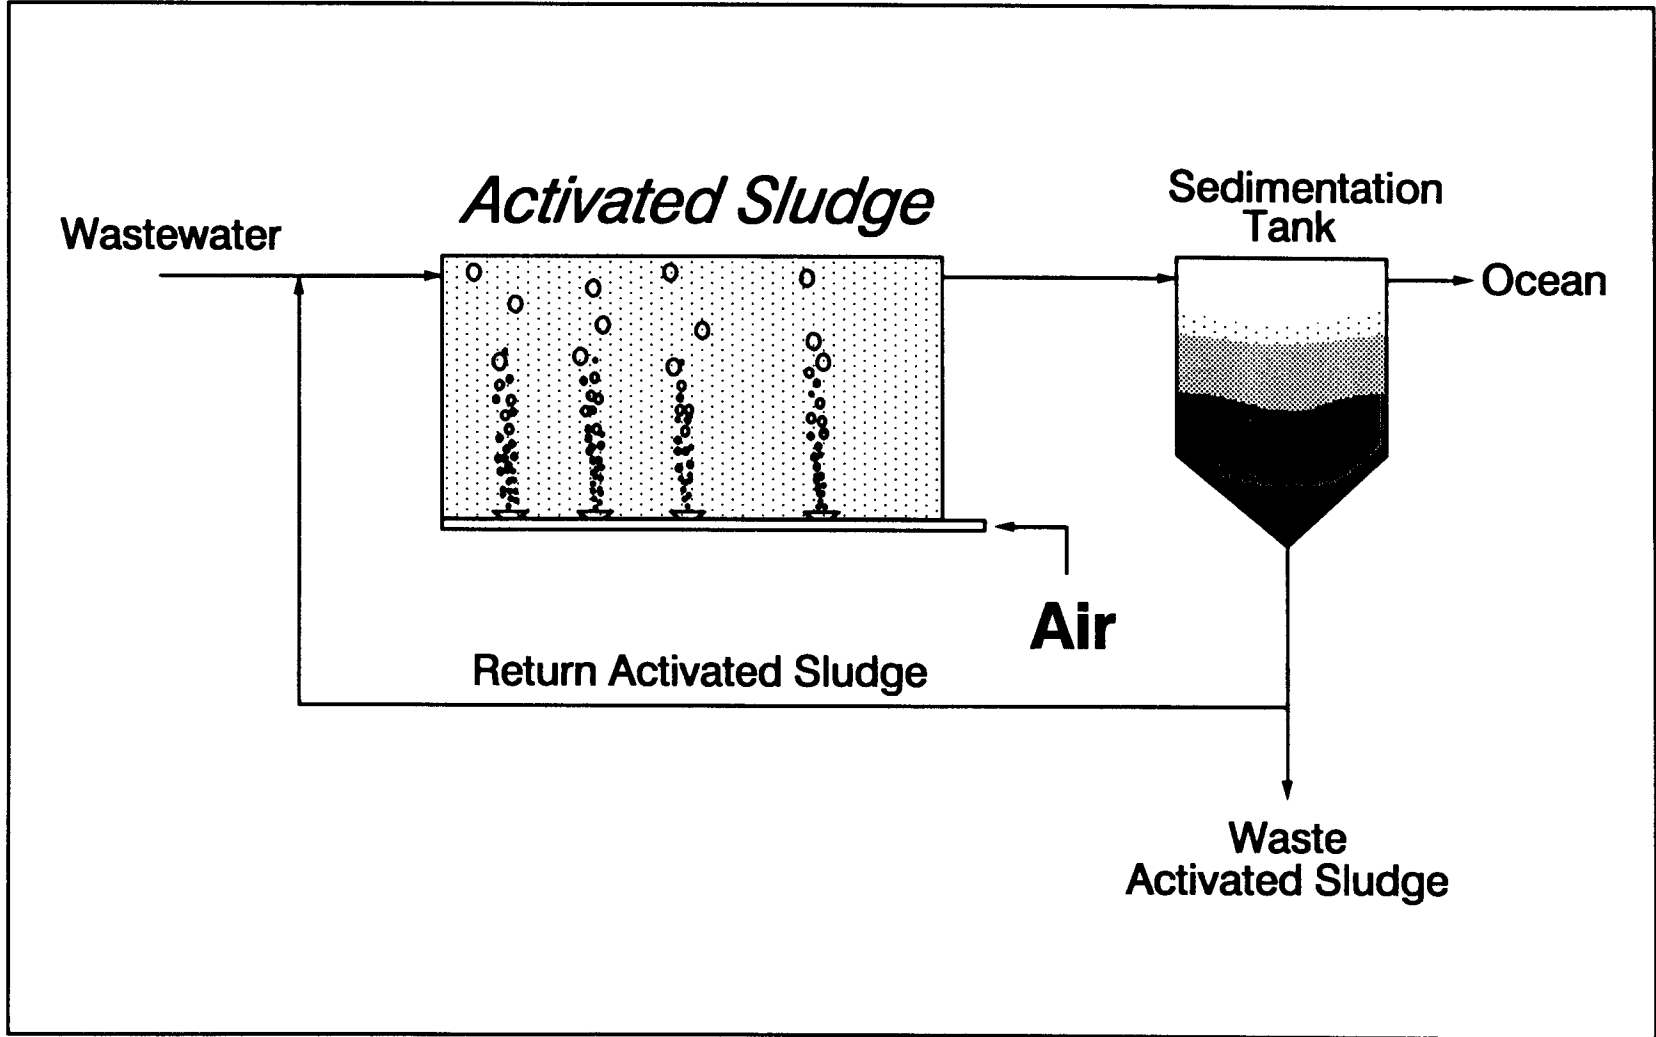 Activated Sludge
Sedimentation
Tank
Wastewater
Ocean
Air
Return Activated Sludge
Waste
Activated Sludge